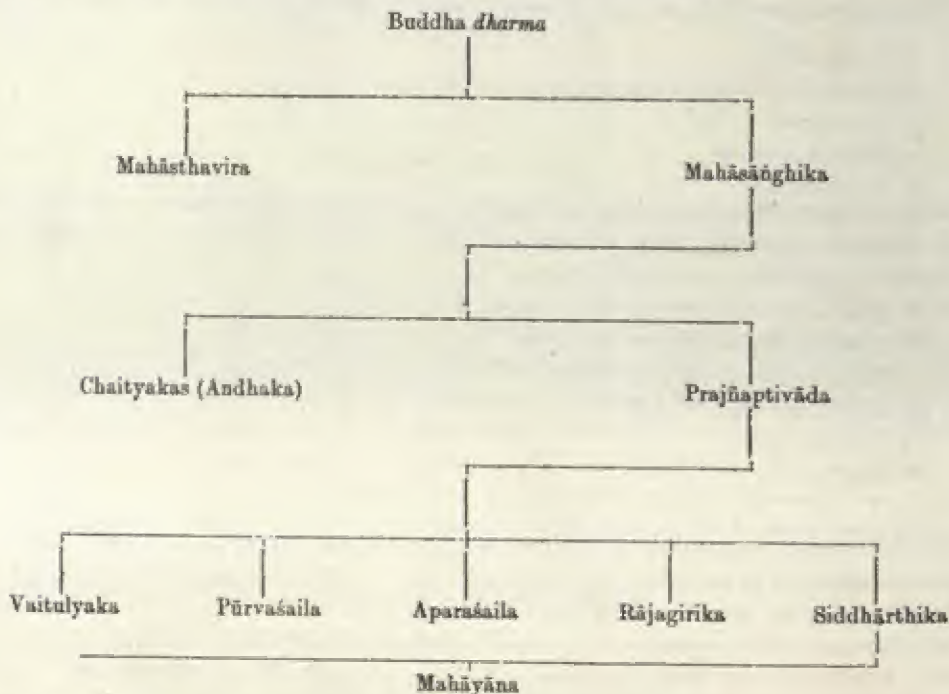 Buddha dharma
Mahāsthavira Mahāsāṅghika
Chaityakas (Andhaka) Prajñaptivāda
Vaitulyaka Pūrvaśaila Aparaśaila Rājagirika Siddhārthika
Mahāyāna